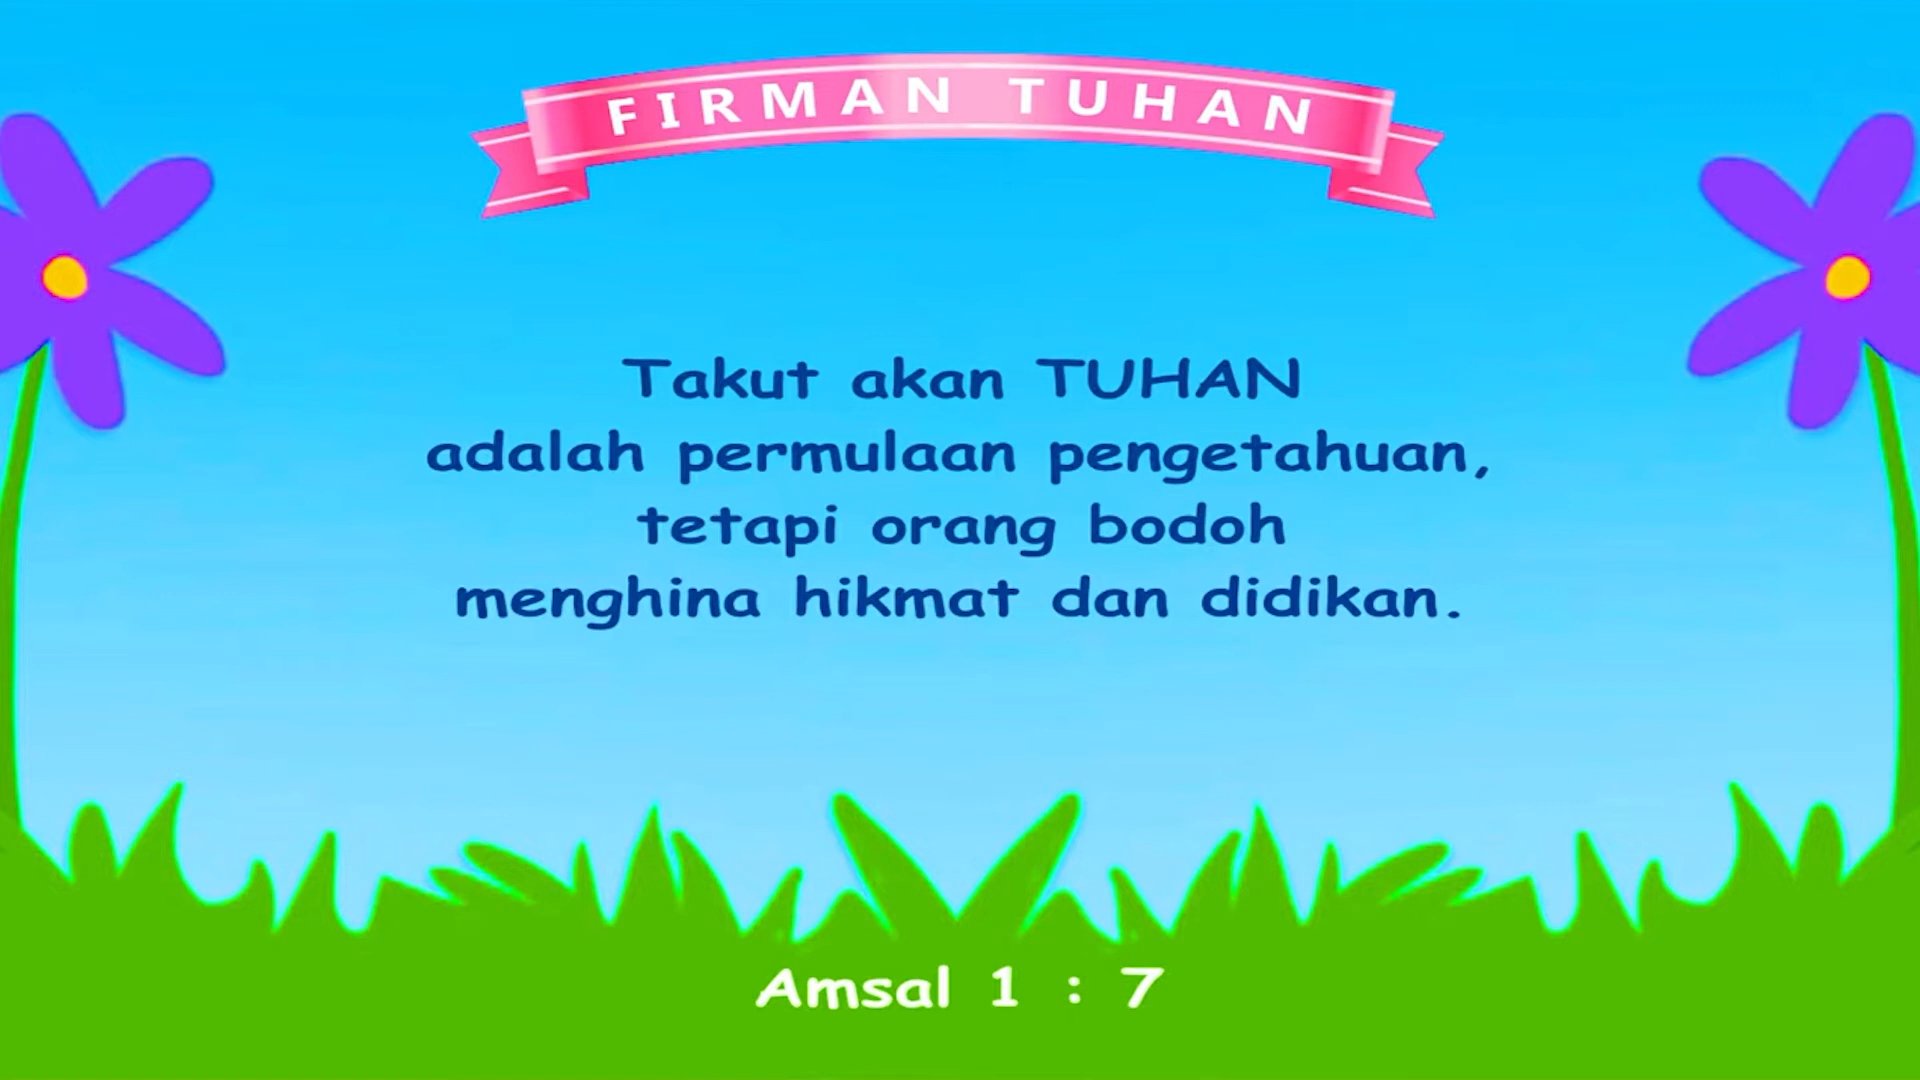 FIRMAN TUHAN
Takut akan TUHAN
adalah permulaan pengetahuan,
tetapi orang bodoh
menghina hikmat dan didikan.
Amsal 1 : 7